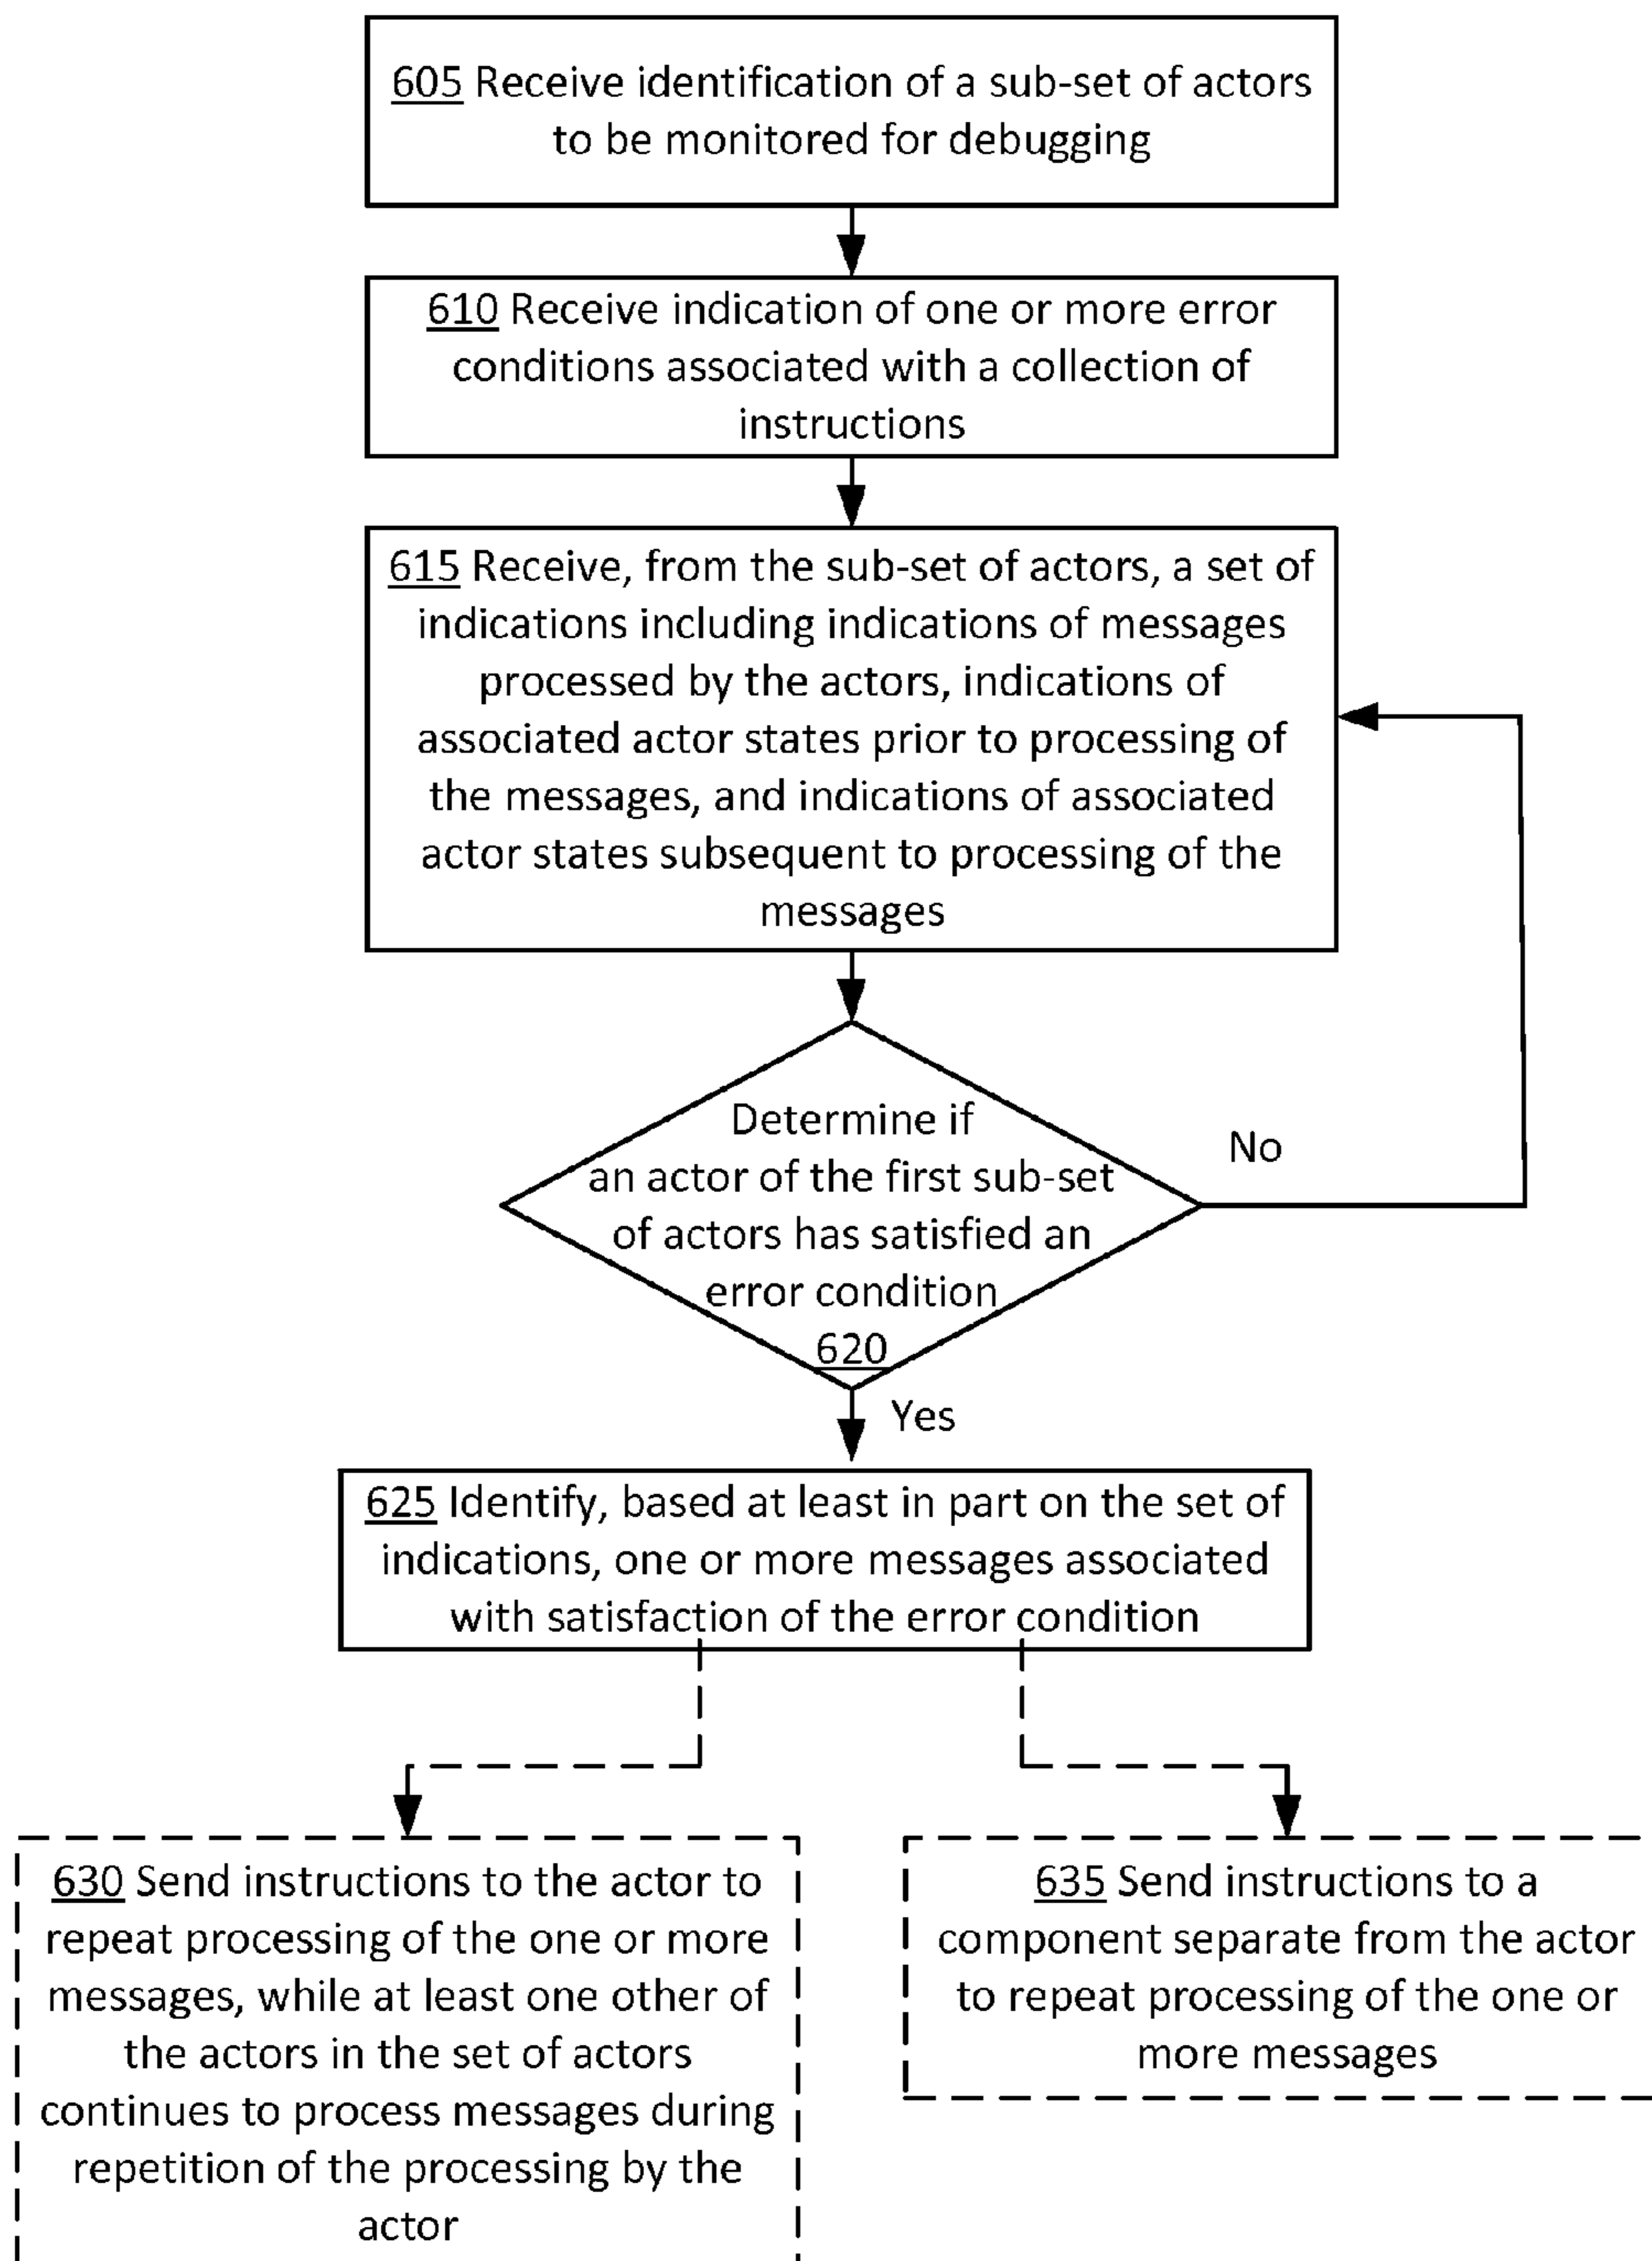 605 Receive identification of a sub-set of actors
to be monitored for debugging
610 Receive indication of one or more error
conditions associated with a collection of
instructions
615 Receive, from the sub-set of actors, a set of
indications including indications of messages
processed by the actors, indications of
associated actor states prior to processing of
the messages, and indications of associated
actor states subsequent to processing of the
messages
Determine if
an actor of the first sub-set
of actors has satisfied an
error condition
620
No
Yes
625 Identify, based at least in part on the set of
indications, one or more messages associated
with satisfaction of the error condition
630 Send instructions to the actor to
repeat processing of the one or more
messages, while at least one other of
the actors in the set of actors
continues to process messages during
repetition of the processing by the
actor
635 Send instructions to a
component separate from the actor
to repeat processing of the one or
more messages